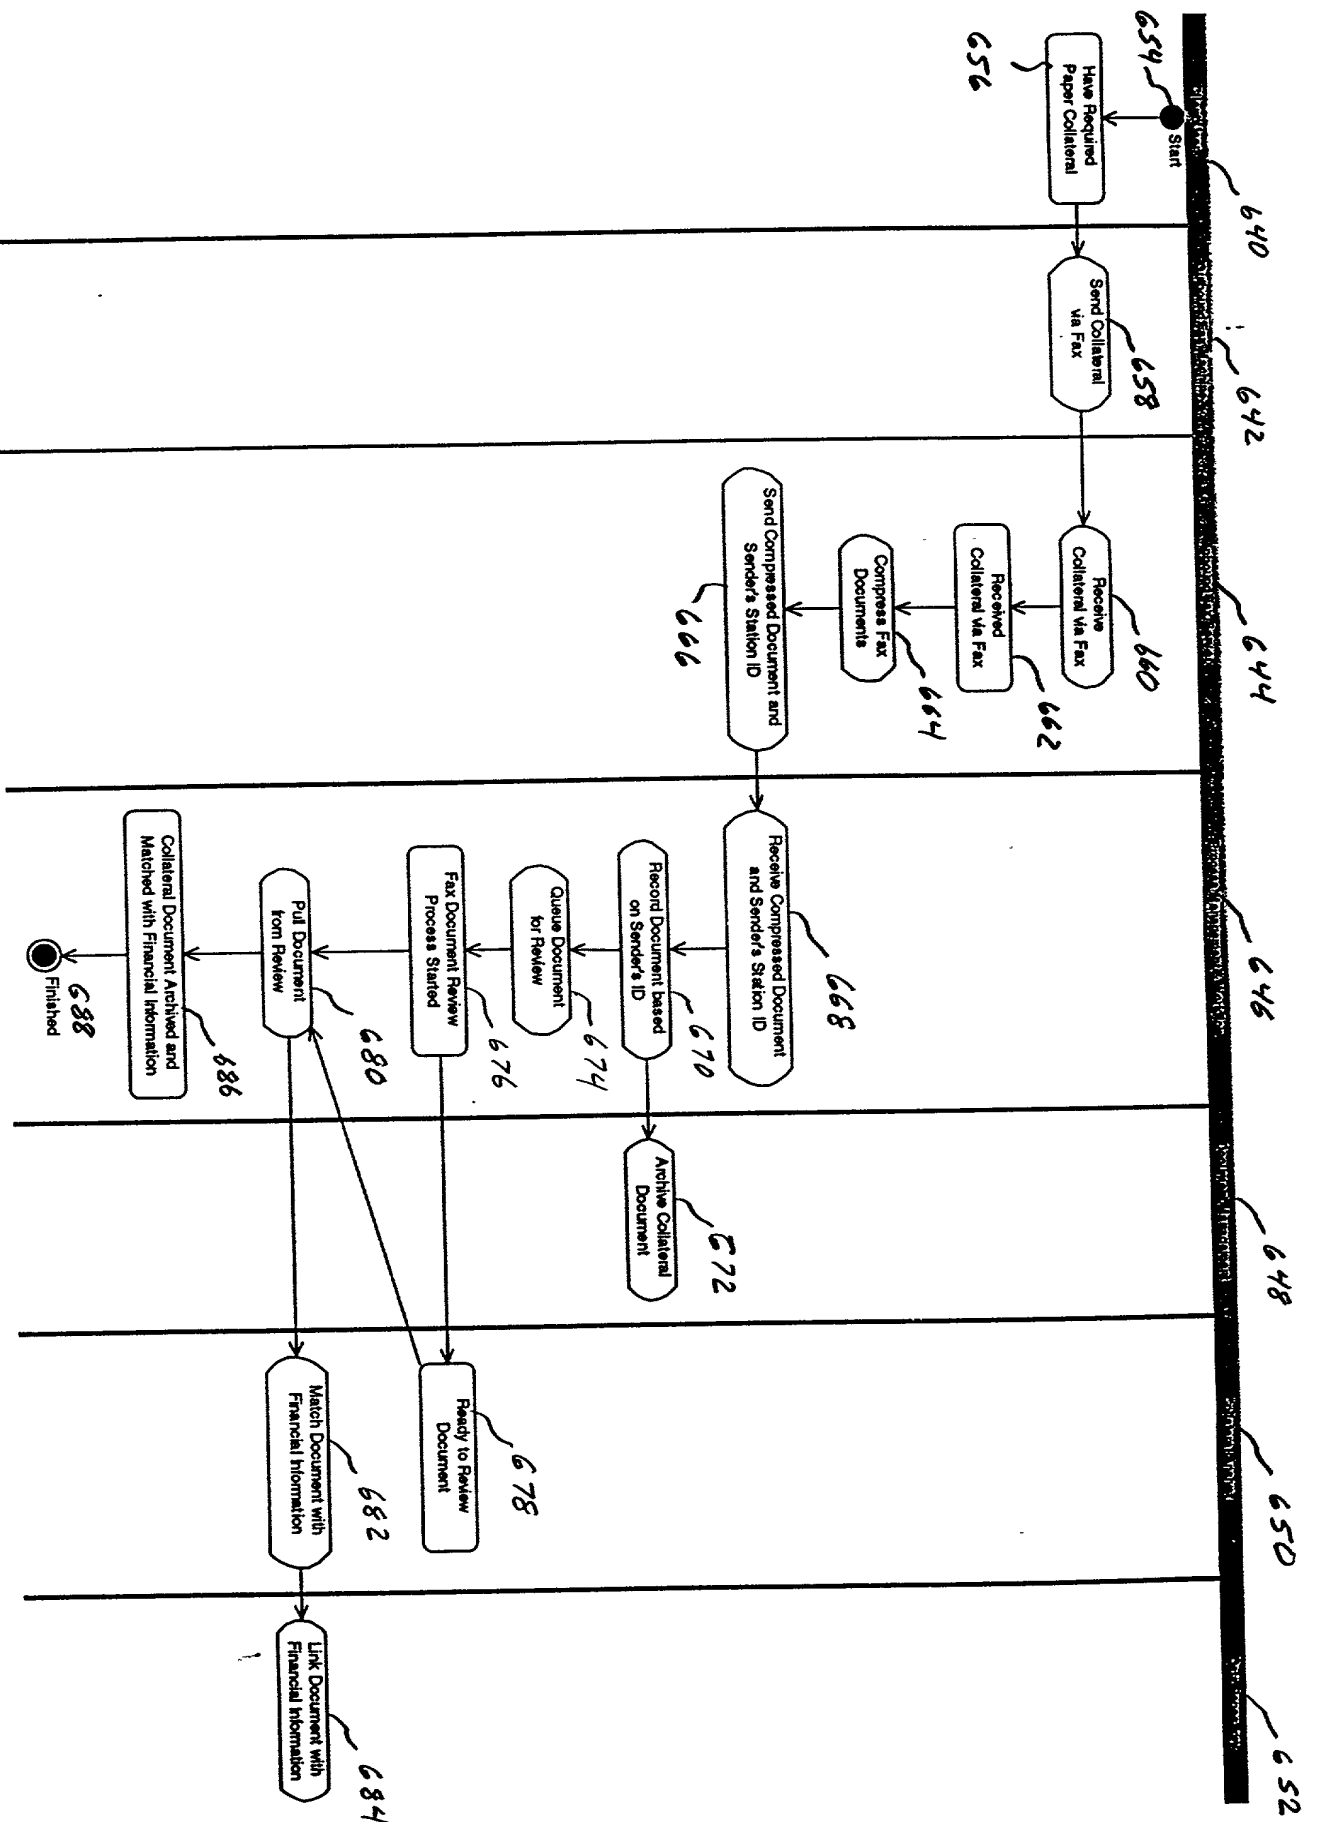 640
642
644
646
648
650
652
654
Start
Have Required
Paper Collateral
656
Send Collateral
via Fax
658
Receive
Collateral via Fax
660
Received
Collateral via Fax
662
Compress Fax
Documents
664
Send Compressed Document and
Sender's Station ID
666
Receive Compressed Document
and Sender's Station ID
668
Record Document based
on Sender's ID
670
Archive Collateral
Document
672
Queue Document
for Review
674
Fax Document Review
Process Started
676
Ready to Review
Document
678
Pull Document
from Review
680
Match Document with
Financial Information
682
Link Document with
Financial Information
684
Collateral Document Archived and
Matched with Financial Information
686
Finished
688